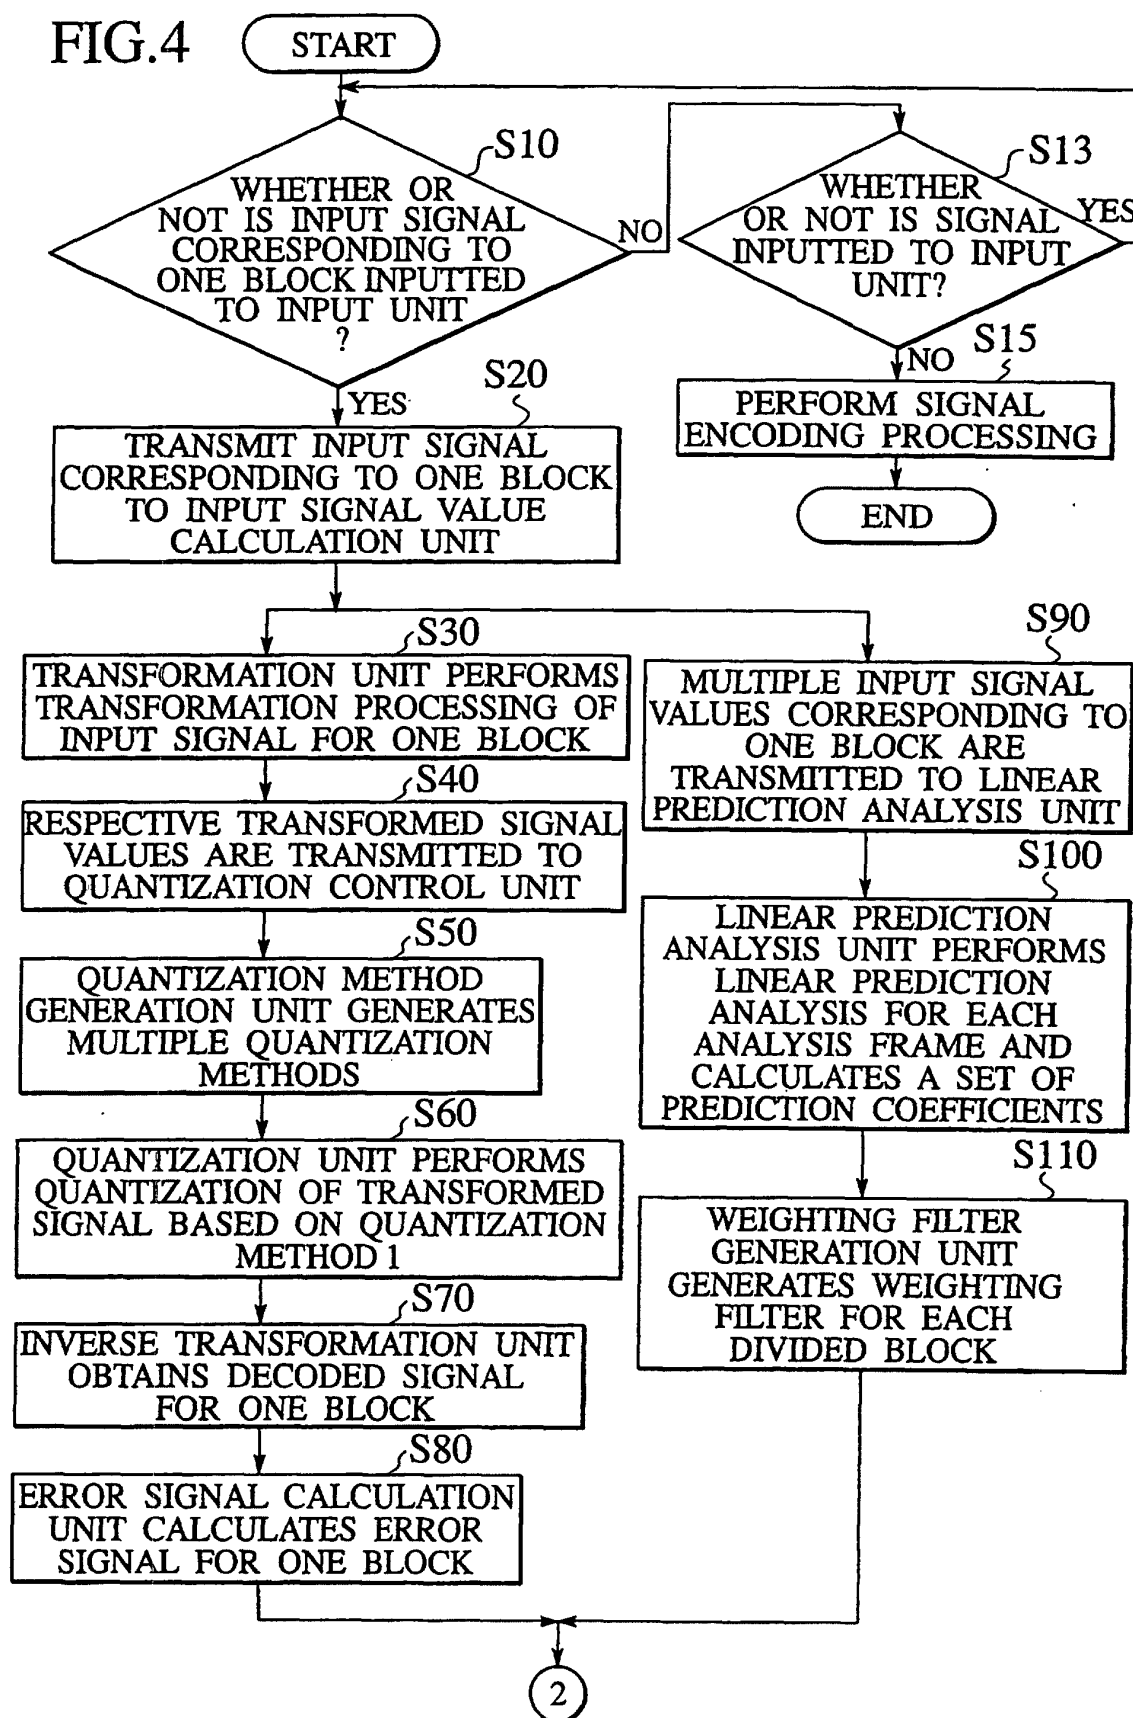 FIG.4
START
S10
WHETHER OR
NOT IS INPUT SIGNAL
CORRESPONDING TO
ONE BLOCK INPUTTED
TO INPUT UNIT
?
NO
YES
S13
WHETHER
OR NOT IS SIGNAL
INPUTTED TO INPUT
UNIT?
YES
NO
S15
PERFORM SIGNAL
ENCODING PROCESSING
END
S20
TRANSMIT INPUT SIGNAL
CORRESPONDING TO ONE BLOCK
TO INPUT SIGNAL VALUE
CALCULATION UNIT
S30
TRANSFORMATION UNIT PERFORMS
TRANSFORMATION PROCESSING OF
INPUT SIGNAL FOR ONE BLOCK
S40
RESPECTIVE TRANSFORMED SIGNAL
VALUES ARE TRANSMITTED TO
QUANTIZATION CONTROL UNIT
S50
QUANTIZATION METHOD
GENERATION UNIT GENERATES
MULTIPLE QUANTIZATION
METHODS
S60
QUANTIZATION UNIT PERFORMS
QUANTIZATION OF TRANSFORMED
SIGNAL BASED ON QUANTIZATION
METHOD 1
S70
INVERSE TRANSFORMATION UNIT
OBTAINS DECODED SIGNAL
FOR ONE BLOCK
S80
ERROR SIGNAL CALCULATION
UNIT CALCULATES ERROR
SIGNAL FOR ONE BLOCK
S90
MULTIPLE INPUT SIGNAL
VALUES CORRESPONDING TO
ONE BLOCK ARE
TRANSMITTED TO LINEAR
PREDICTION ANALYSIS UNIT
S100
LINEAR PREDICTION
ANALYSIS UNIT PERFORMS
LINEAR PREDICTION
ANALYSIS FOR EACH
ANALYSIS FRAME AND
CALCULATES A SET OF
PREDICTION COEFFICIENTS
S110
WEIGHTING FILTER
GENERATION UNIT
GENERATES WEIGHTING
FILTER FOR EACH
DIVIDED BLOCK
2